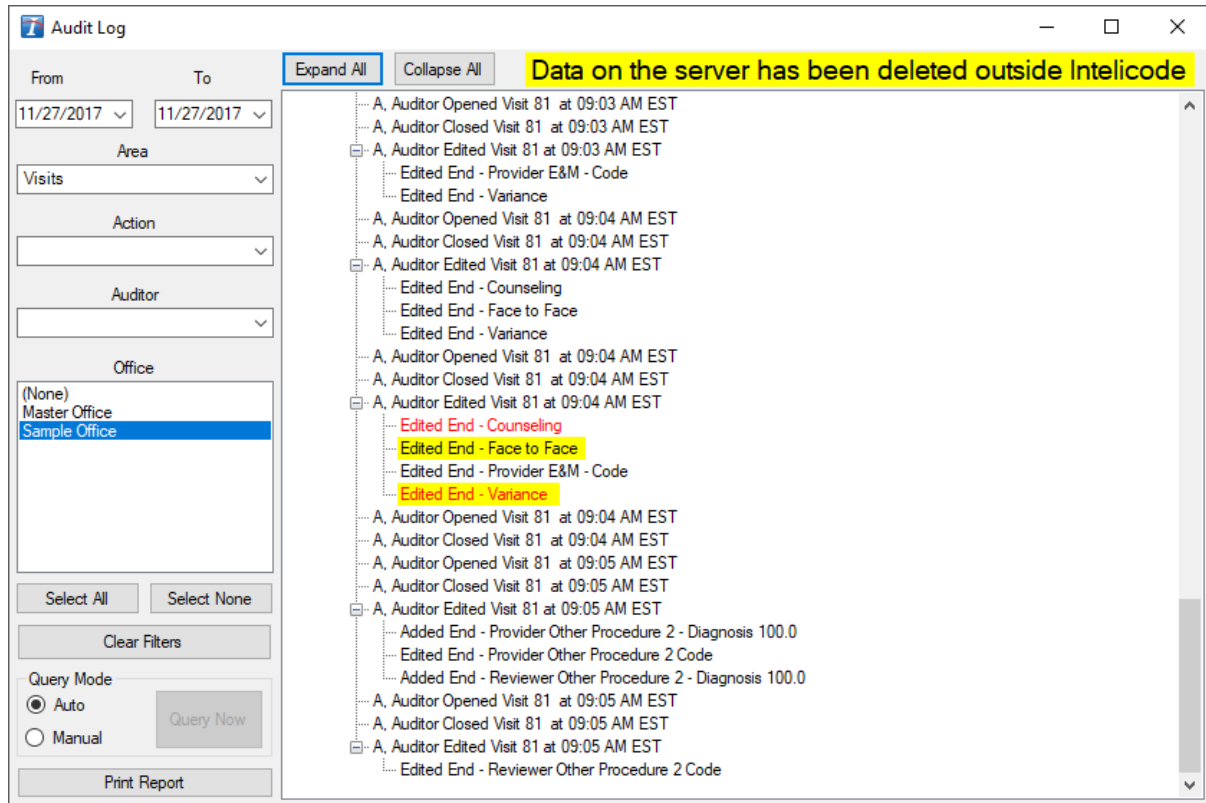 Audit Log
From To
11/27/2017 11/27/2017
Area
Visits
Action
Auditor
Office
(None)
Master Office
Sample Office
Select All Select None
Clear Filters
Query Mode
Auto
Manual
Query Now
Print Report
Expand All Collapse All Data on the server has been deleted outside Intelicode
A, Auditor Opened Visit 81 at 09:03 AM EST
A, Auditor Closed Visit 81 at 09:03 AM EST
A, Auditor Edited Visit 81 at 09:03 AM EST
Edited End - Provider E&M - Code
Edited End - Variance
A, Auditor Opened Visit 81 at 09:04 AM EST
A, Auditor Closed Visit 81 at 09:04 AM EST
A, Auditor Edited Visit 81 at 09:04 AM EST
Edited End - Counseling
Edited End - Face to Face
Edited End - Variance
A, Auditor Opened Visit 81 at 09:04 AM EST
A, Auditor Closed Visit 81 at 09:04 AM EST
A, Auditor Edited Visit 81 at 09:04 AM EST
Edited End - Counseling
Edited End - Face to Face
Edited End - Provider E&M - Code
Edited End - Variance
A, Auditor Opened Visit 81 at 09:04 AM EST
A, Auditor Closed Visit 81 at 09:04 AM EST
A, Auditor Opened Visit 81 at 09:05 AM EST
A, Auditor Closed Visit 81 at 09:05 AM EST
A, Auditor Edited Visit 81 at 09:05 AM EST
Added End - Provider Other Procedure 2 - Diagnosis 100.0
Edited End - Provider Other Procedure 2 Code
Added End - Reviewer Other Procedure 2 - Diagnosis 100.0
A, Auditor Opened Visit 81 at 09:05 AM EST
A, Auditor Closed Visit 81 at 09:05 AM EST
A, Auditor Edited Visit 81 at 09:05 AM EST
Edited End - Reviewer Other Procedure 2 Code